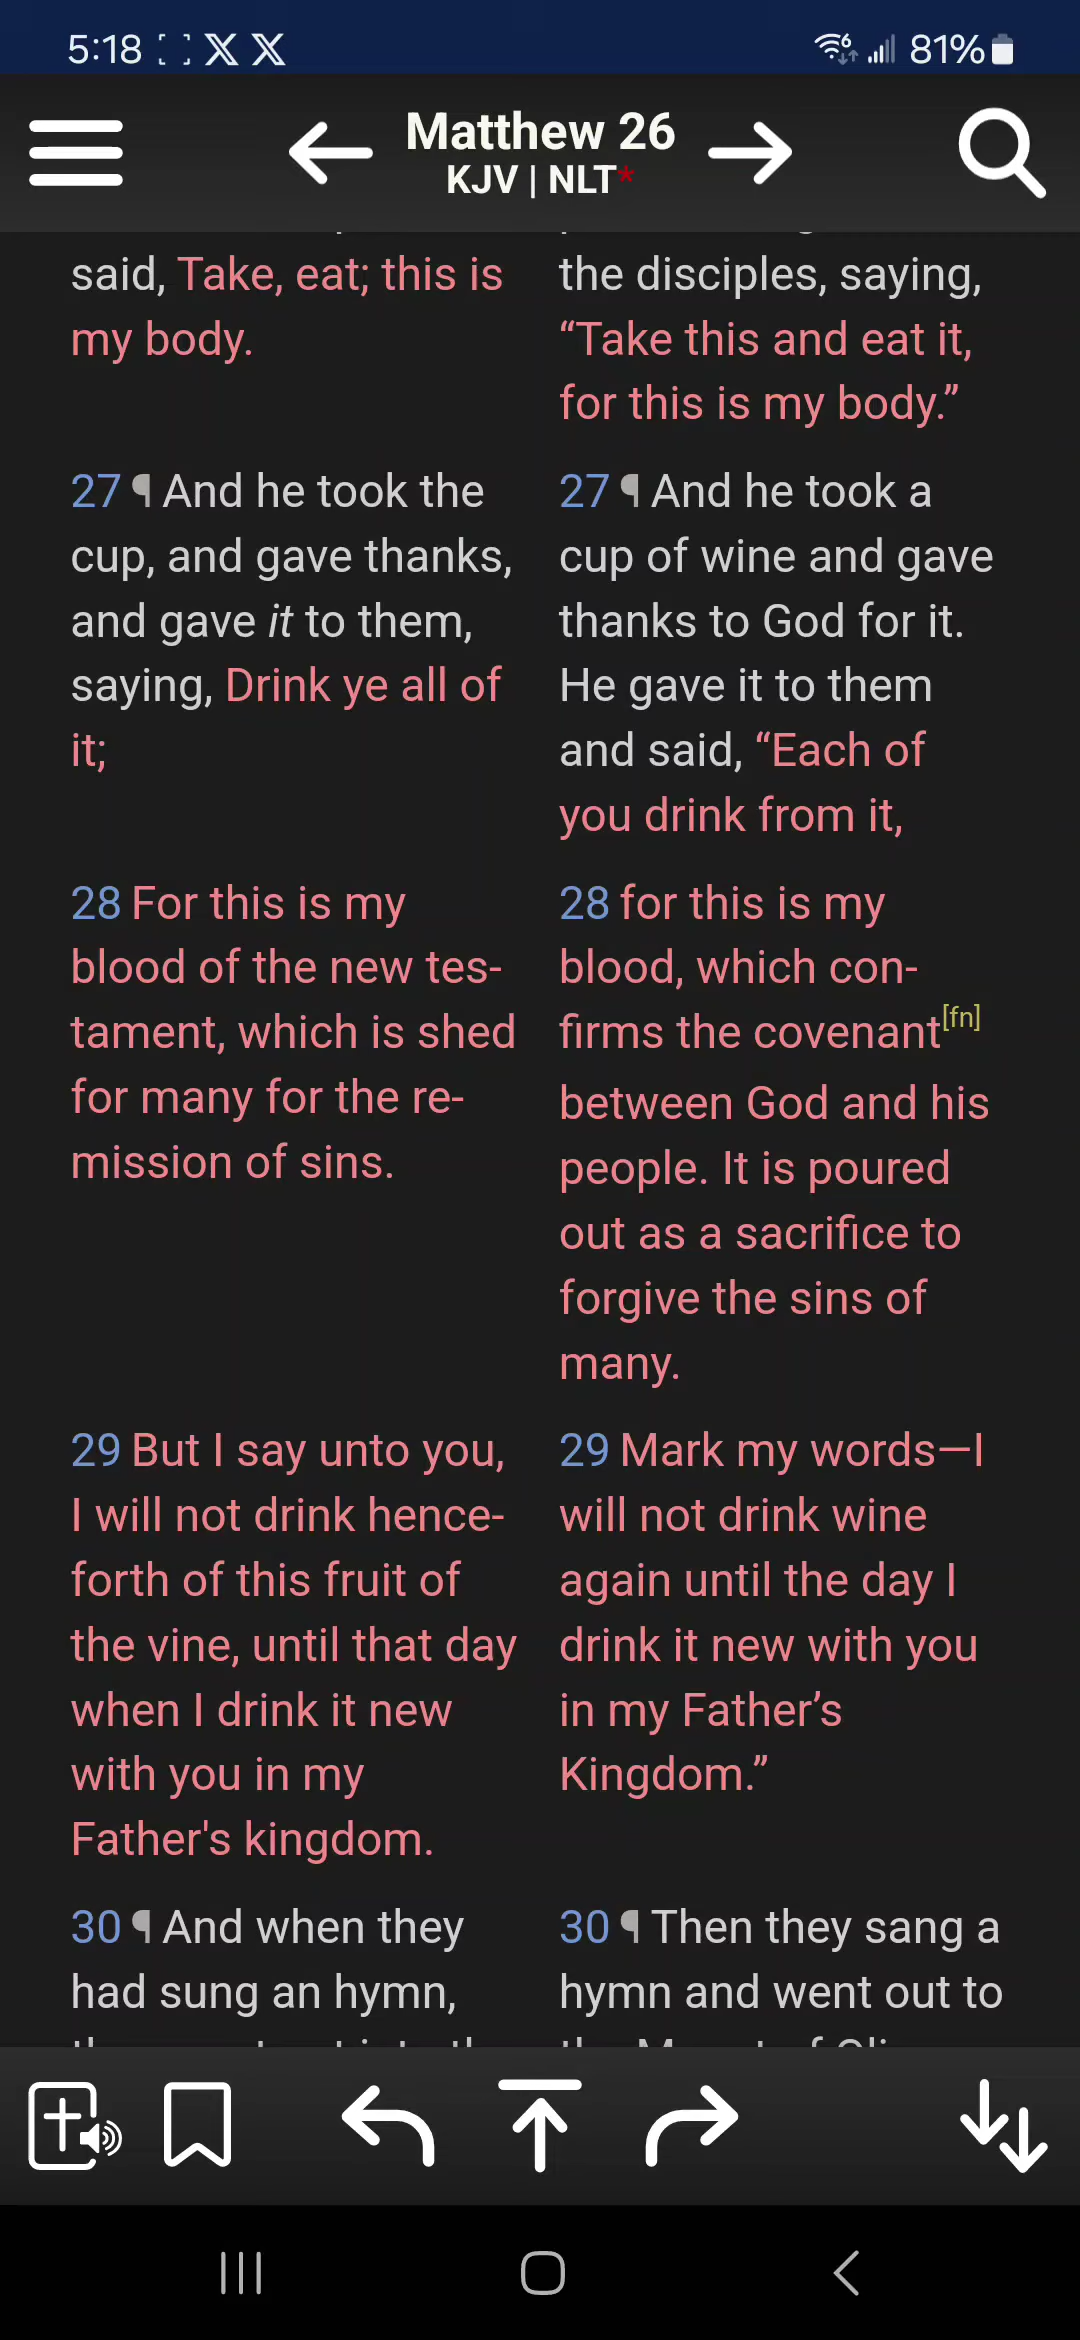 5:18
81%
Matthew 26
KJV | NLT*
said, Take, eat; this is
my body.
27 ¶ And he took the
cup, and gave thanks,
and gave it to them,
saying, Drink ye all of
it;
28 For this is my
blood of the new tes-
tament, which is shed
for many for the re-
mission of sins.
29 But I say unto you,
I will not drink hence-
forth of this fruit of
the vine, until that day
when I drink it new
with you in my
Father's kingdom.
30 ¶ And when they
had sung an hymn,
the disciples, saying,
“Take this and eat it,
for this is my body.”
27 ¶ And he took a
cup of wine and gave
thanks to God for it.
He gave it to them
and said, “Each of
you drink from it,
28 for this is my
blood, which con-
firms the covenant[fn]
between God and his
people. It is poured
out as a sacrifice to
forgive the sins of
many.
29 Mark my words—I
will not drink wine
again until the day I
drink it new with you
in my Father’s
Kingdom.”
30 ¶ Then they sang a
hymn and went out to